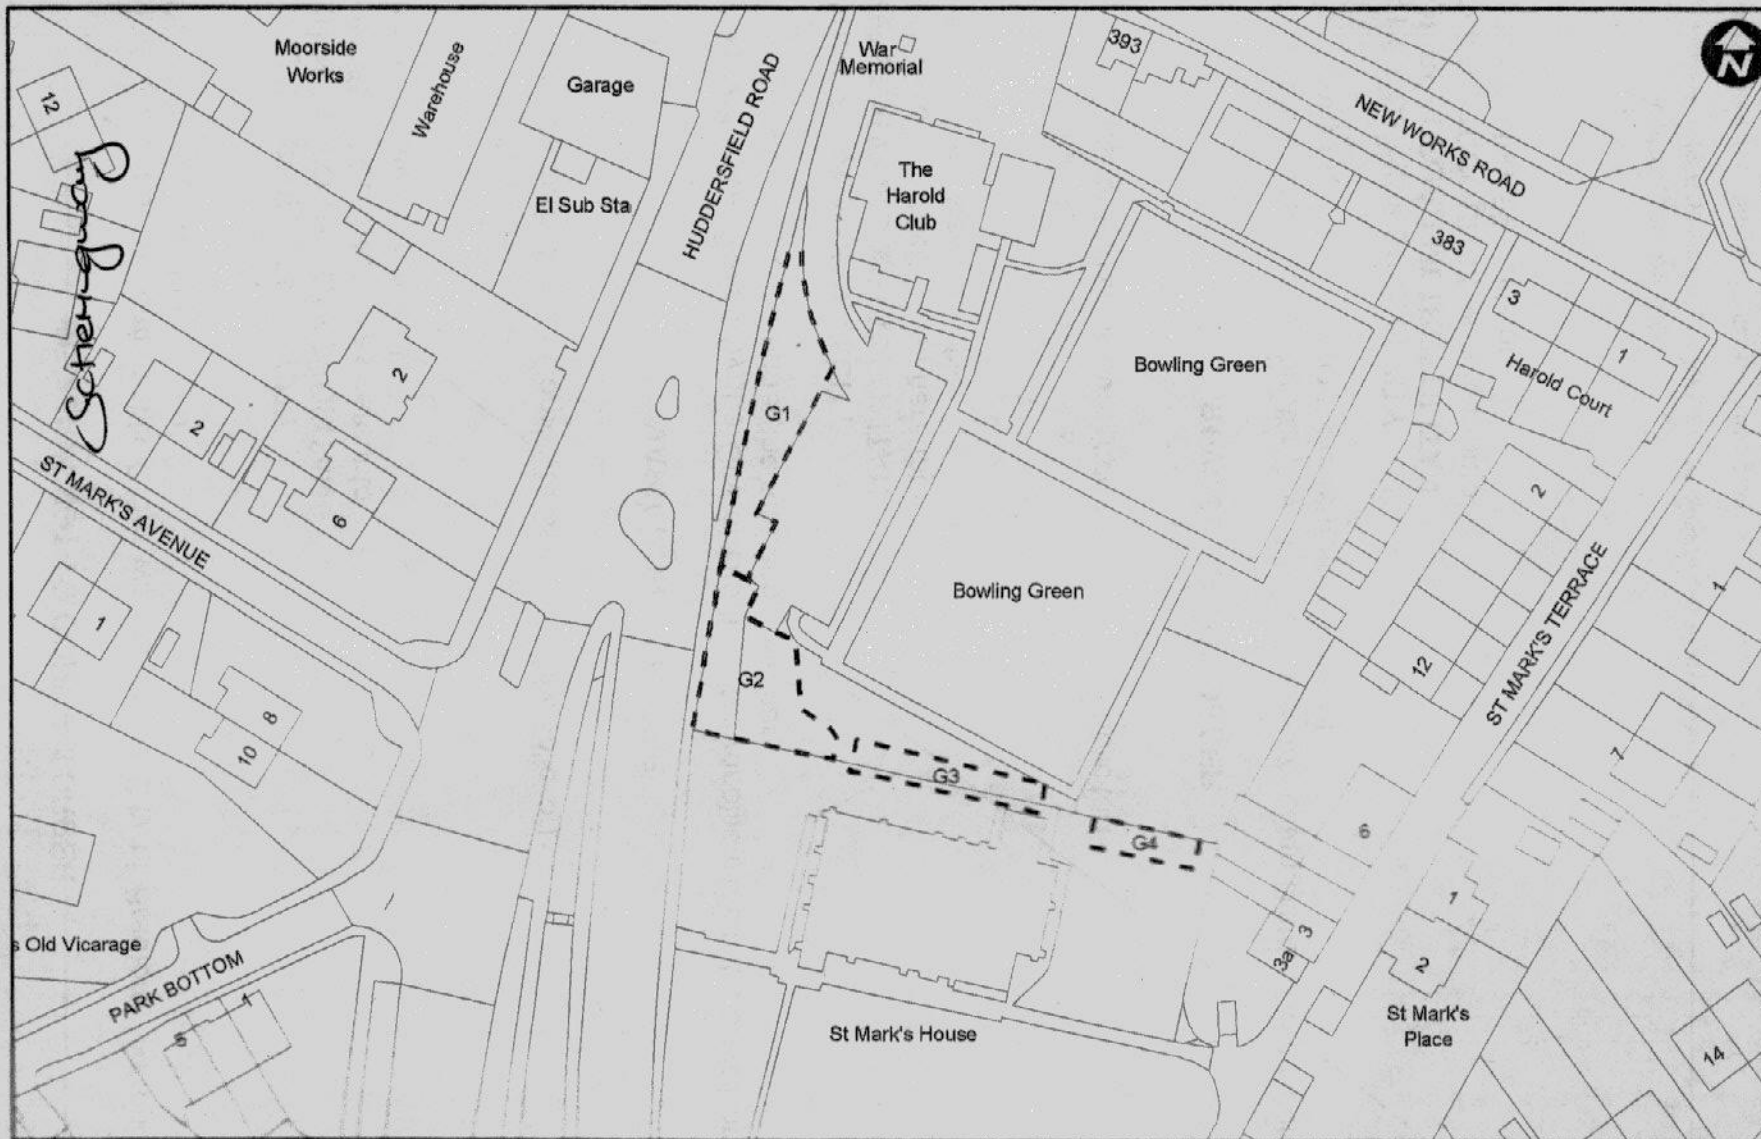 Moorside
Works
Warehouse
Garage
El Sub Sta
HUDDERSFIELD ROAD
War
Memorial
The
Harold
Club
393
NEW WORKS ROAD
383
N
12
2
2
6
ST MARK'S AVENUE
1
8
10
G1
G2
G3
G4
Bowling Green
Bowling Green
3
1
Harold Court
2
12
ST MARK'S TERRACE
1
7
6
1
2
3
3a
St Mark's
Place
14
St Mark's House
s Old Vicarage
PARK BOTTOM
1